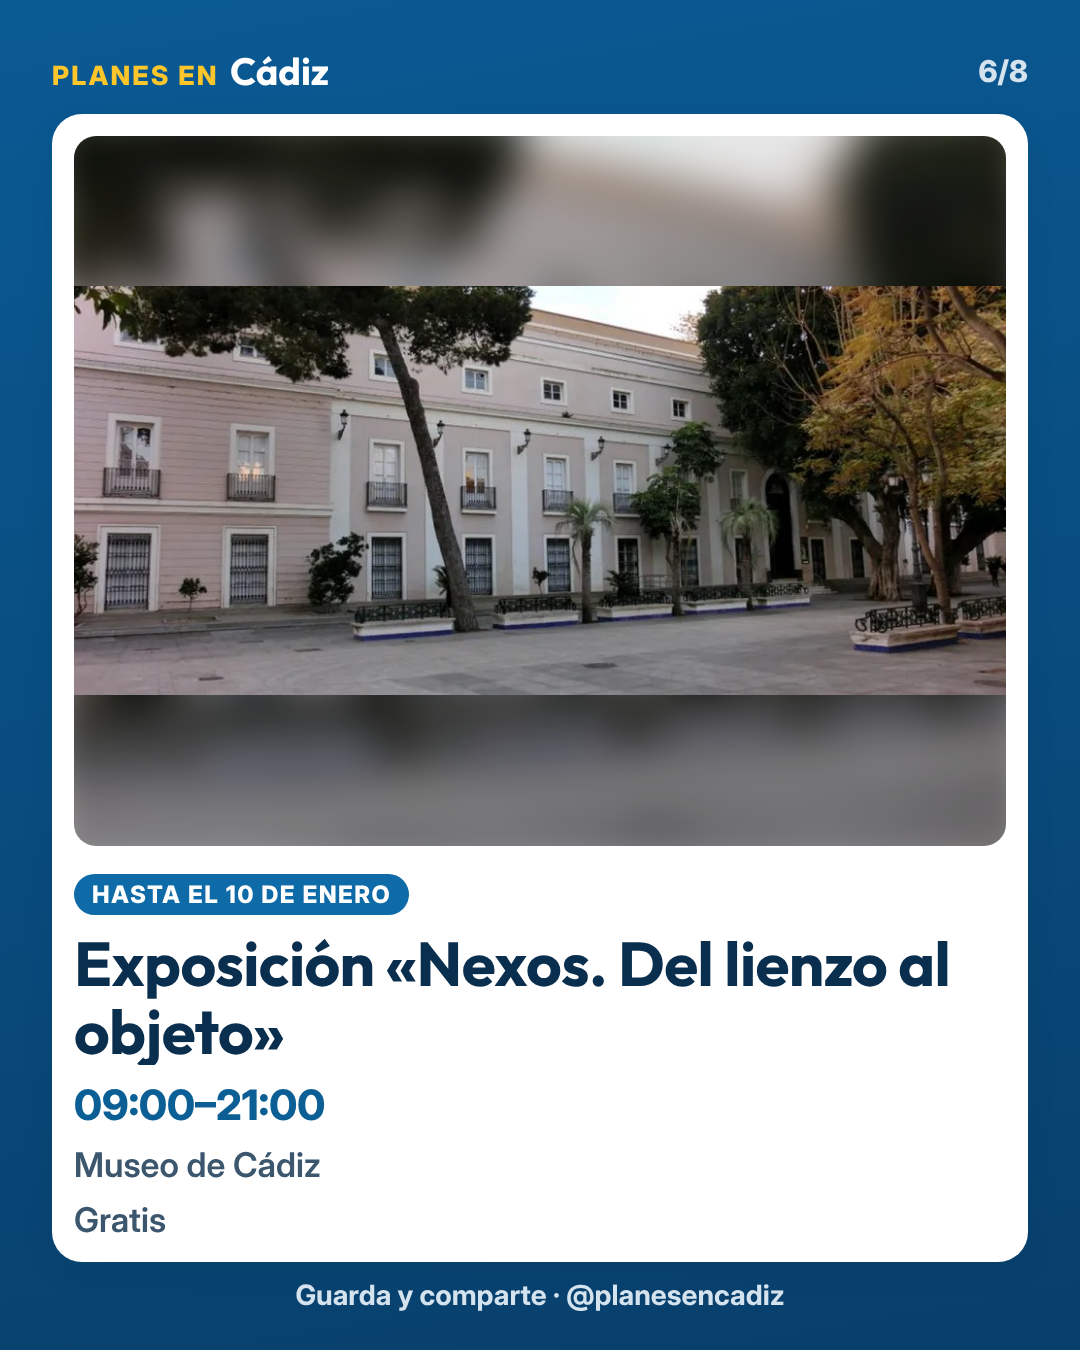 PLANES EN Cádiz
6/8
HASTA EL 10 DE ENERO
Exposición «Nexos. Del lienzo al
objeto»
09:00–21:00
Museo de Cádiz
Gratis
Guarda y comparte · @planesencadiz